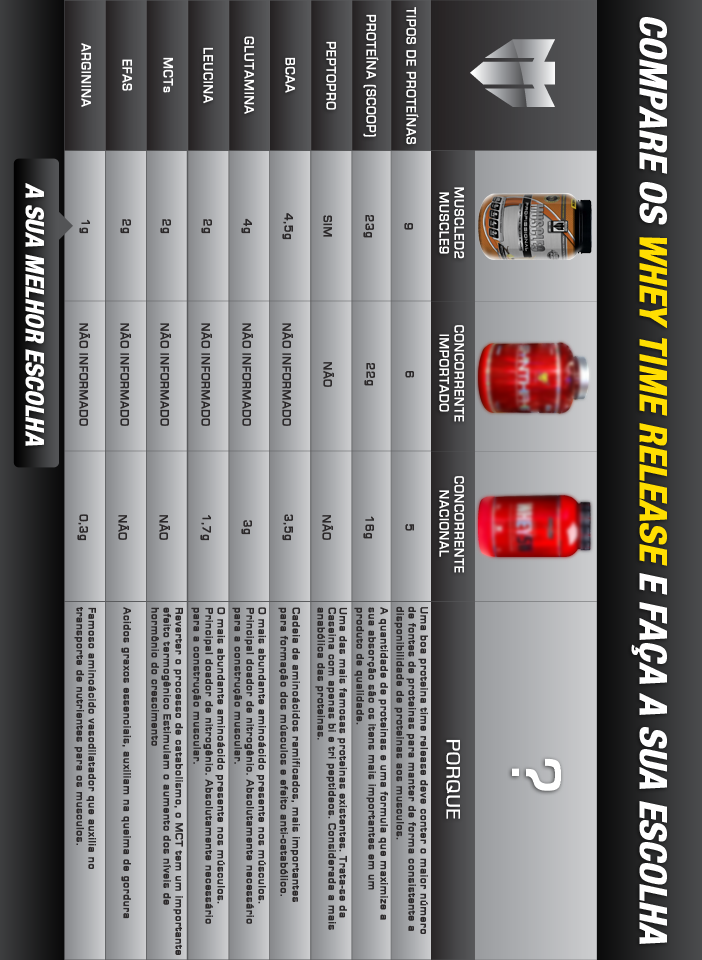 COMPARE OS WHEY TIME RELEASE E FAÇA A SUA ESCOLHA
MUSCLED2
MUSCLE9
CONCORRENTE
IMPORTADO
CONCORRENTE
NACIONAL
?
PORQUE
TIPOS DE PROTEÍNAS
9
6
5
Uma boa proteína time release deve conter o maior número
de fontes de proteínas para manter de forma consistente a
disponibilidade de proteínas aos musculos.
PROTEÍNA (SCOOP)
23g
22g
16g
A quantidade de proteínas e uma formula que maximize a
sua absorção são os itens mais importantes em um
produto de qualidade.
PEPTOPRO
SIM
NÃO
NÃO
Uma das mais famosas proteínas existentes. Trata-se da
Caseina com apenas bi e tri peptideos. Considerada a mais
anabólica das proteinas.
BCAA
4,5g
NÃO INFORMADO
3.5g
Cadeia de aminoácidos ramificados, mais importantes
para formação dos músculos e efeito anti-catabólico.
GLUTAMINA
4g
NÃO INFORMADO
3g
O mais abundante aminoácido presente nos músculos.
Principal doador de nitrogênio. Absolutamente necessário
para a construção muscular.
LEUCINA
2g
NÃO INFORMADO
1,7g
O mais abundante aminoácido presente nos músculos.
Principal doador de nitrogênio. Absolutamente necessário
para a construção muscular.
MCTs
2g
NÃO INFORMADO
NÃO
Reverter o processo de catabolismo, o MCT tem um importante
efeito termogênico Estimulam o aumento dos níveis de
hormônio do crescimento
EFAS
2g
NÃO INFORMADO
NÃO
Acidos graxos essenciais, auxiliam na queima de gordura
ARGININA
1g
NÃO INFORMADO
0,3g
Famoso aminoácido vasodilatador que auxilia no
transporte de nutrientes para os musculos.
A SUA MELHOR ESCOLHA